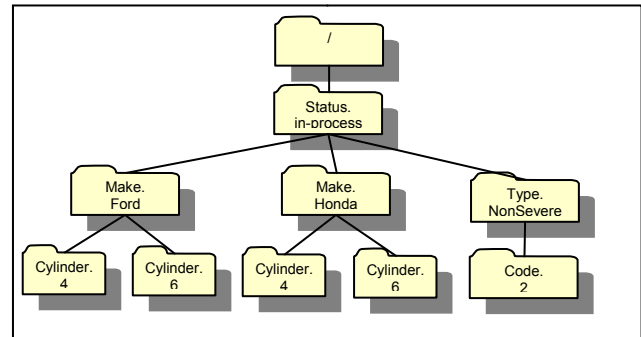 /
Status.
in-process
Make.
Ford
Make.
Honda
Type.
NonSevere
Cylinder.
4
Cylinder.
6
Cylinder.
4
Cylinder.
6
Code.
2